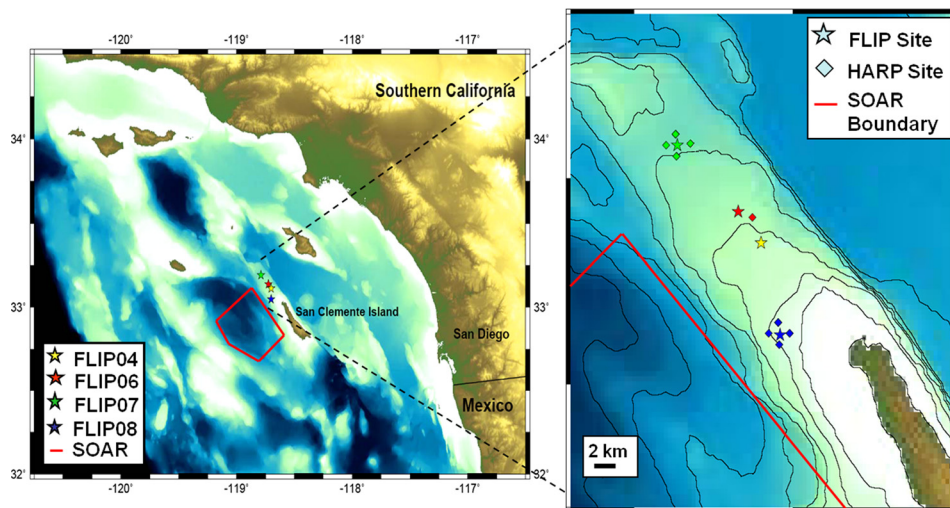 -120°
-119°
-118°
-117°
34°
34°
33°
33°
32°
32°
-120°
-119°
-118°
-117°
Southern California
San Clemente Island
San Diego
Mexico
FLIP04
FLIP06
FLIP07
FLIP08
SOAR
FLIP Site
HARP Site
SOAR
Boundary
2 km